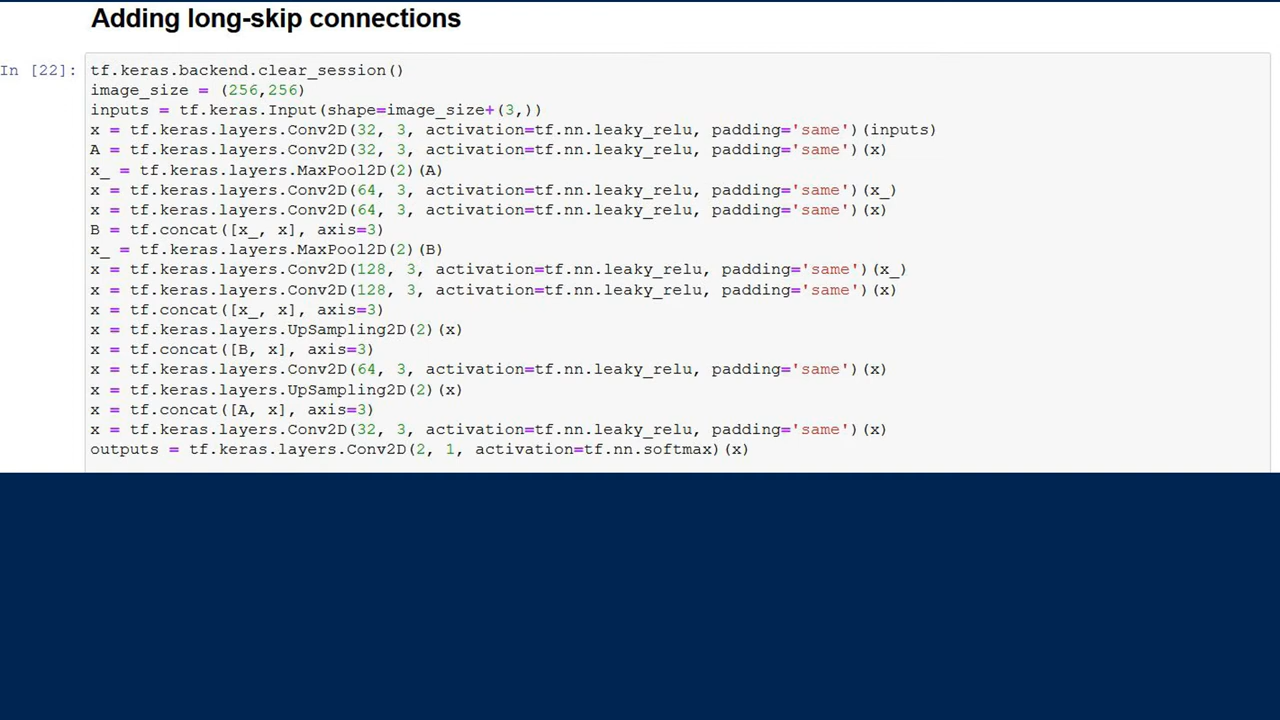 Adding long-skip connections
In [22]:
tf.keras.backend.clear_session()
image_size = (256,256)
inputs = tf.keras.Input(shape=image_size+(3,))
x = tf.keras.layers.Conv2D(32, 3, activation=tf.nn.leaky_relu, padding='same')(inputs)
A = tf.keras.layers.Conv2D(32, 3, activation=tf.nn.leaky_relu, padding='same')(x)
x_ = tf.keras.layers.MaxPool2D(2)(A)
x = tf.keras.layers.Conv2D(64, 3, activation=tf.nn.leaky_relu, padding='same')(x_)
x = tf.keras.layers.Conv2D(64, 3, activation=tf.nn.leaky_relu, padding='same')(x)
B = tf.concat([x_, x], axis=3)
x_ = tf.keras.layers.MaxPool2D(2)(B)
x = tf.keras.layers.Conv2D(128, 3, activation=tf.nn.leaky_relu, padding='same')(x_)
x = tf.keras.layers.Conv2D(128, 3, activation=tf.nn.leaky_relu, padding='same')(x)
x = tf.concat([x_, x], axis=3)
x = tf.keras.layers.UpSampling2D(2)(x)
x = tf.concat([B, x], axis=3)
x = tf.keras.layers.Conv2D(64, 3, activation=tf.nn.leaky_relu, padding='same')(x)
x = tf.keras.layers.UpSampling2D(2)(x)
x = tf.concat([A, x], axis=3)
x = tf.keras.layers.Conv2D(32, 3, activation=tf.nn.leaky_relu, padding='same')(x)
outputs = tf.keras.layers.Conv2D(2, 1, activation=tf.nn.softmax)(x)